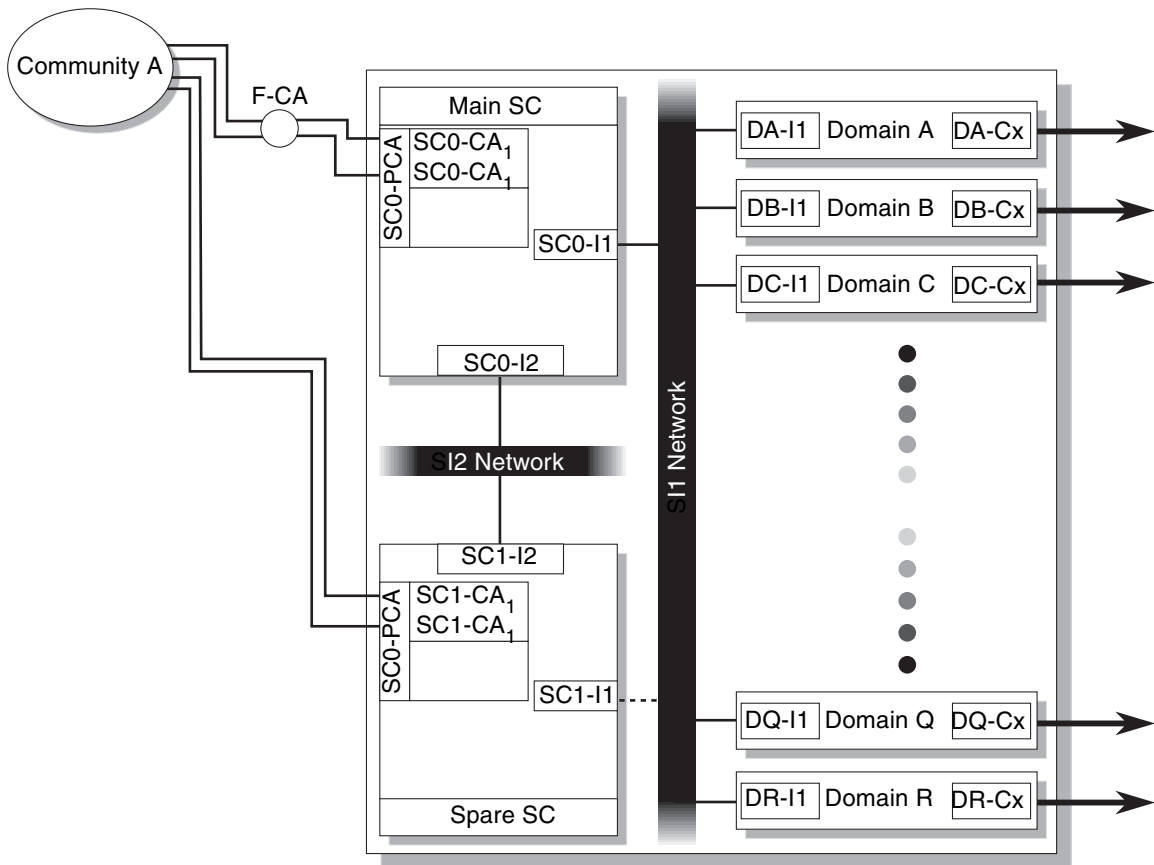 Community A
F-CA
Main SC
SC0-PCA
SC0-CA1
SC0-CA1
SC0-I1
SC0-I2
SI2 Network
SC1-I2
SC0-PCA
SC1-CA1
SC1-CA1
SC1-I1
Spare SC
SI1 Network
DA-I1 Domain A DA-Cx
DB-I1 Domain B DB-Cx
DC-I1 Domain C DC-Cx
DQ-I1 Domain Q DQ-Cx
DR-I1 Domain R DR-Cx